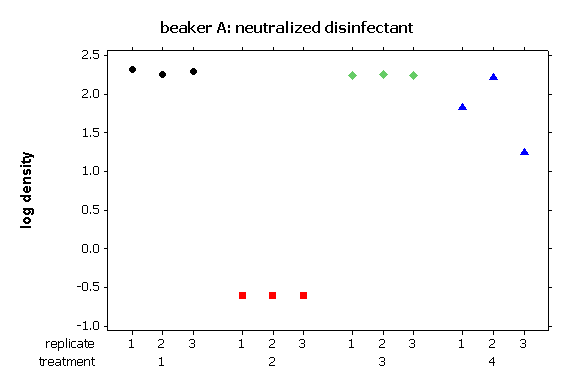 beaker A: neutralized disinfectant
2.5
2.0
1.5
1.0
0.5
0.0
-0.5
-1.0
log density
replicate 1 2 3 1 2 3 1 2 3 1 2 3
treatment 1 2 3 4